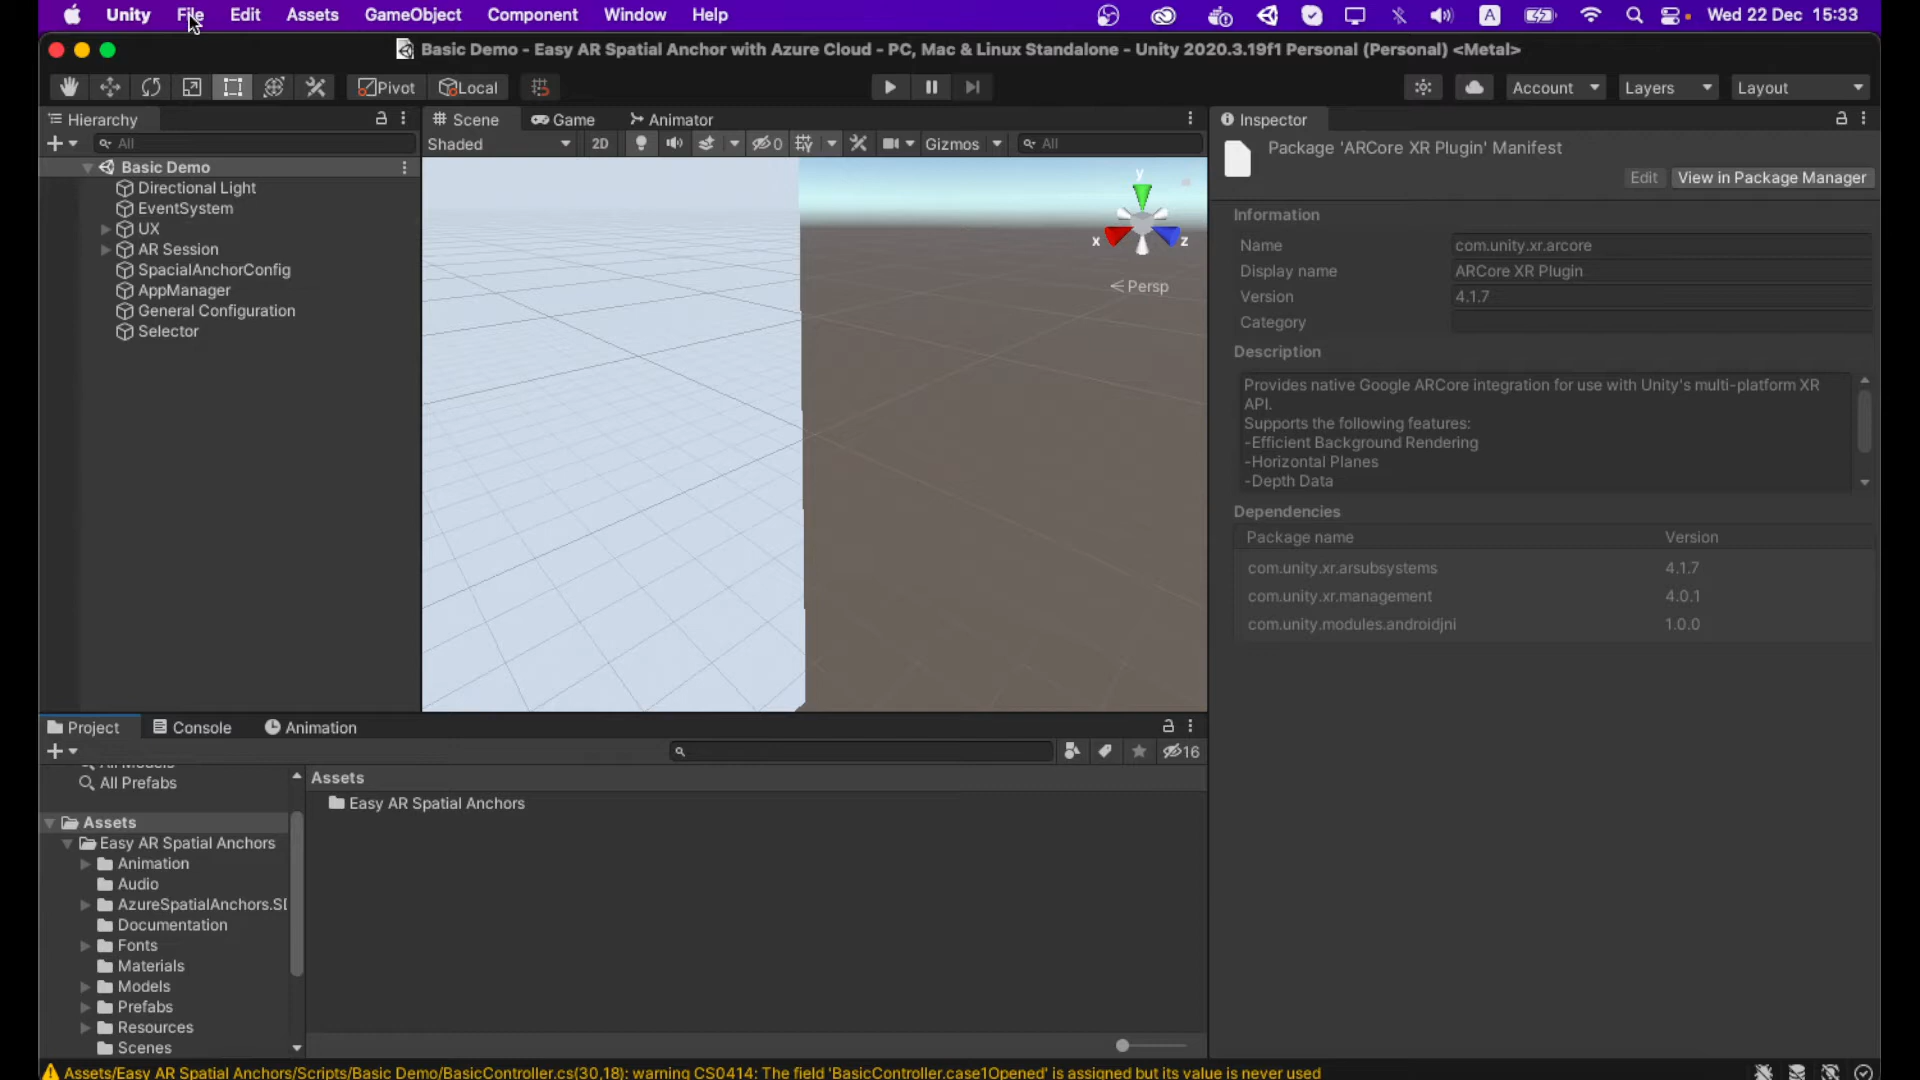 Unity File Edit Assets GameObject Component Window Help A Wed 22 Dec 15:33
Basic Demo - Easy AR Spatial Anchor with Azure Cloud - PC, Mac & Linux Standalone - Unity 2020.3.19f1 Personal (Personal) <Metal>
Pivot Local Account Layers Layout
Hierarchy
All
Basic Demo
Directional Light
EventSystem
UX
AR Session
SpacialAnchorConfig
AppManager
General Configuration
Selector
Scene Game Animator
Shaded 2D 0 Gizmos All
y
x z
Persp
Inspector
Package 'ARCore XR Plugin' Manifest
Edit View in Package Manager
Information
Name com.unity.xr.arcore
Display name ARCore XR Plugin
Version 4.1.7
Category
Description
Provides native Google ARCore integration for use with Unity's multi-platform XR
API.
Supports the following features:
-Efficient Background Rendering
-Horizontal Planes
-Depth Data
Dependencies
Package name Version
com.unity.xr.arsubsystems 4.1.7
com.unity.xr.management 4.0.1
com.unity.modules.androidjni 1.0.0
Project Console Animation
16
All Models
All Prefabs
Assets
Easy AR Spatial Anchors
Animation
Audio
AzureSpatialAnchors.SD
Documentation
Fonts
Materials
Models
Prefabs
Resources
Scenes
Assets
Easy AR Spatial Anchors
Assets/Easy AR Spatial Anchors/Scripts/Basic Demo/BasicController.cs(30,18): warning CS0414: The field 'BasicController.case1Opened' is assigned but its value is never used